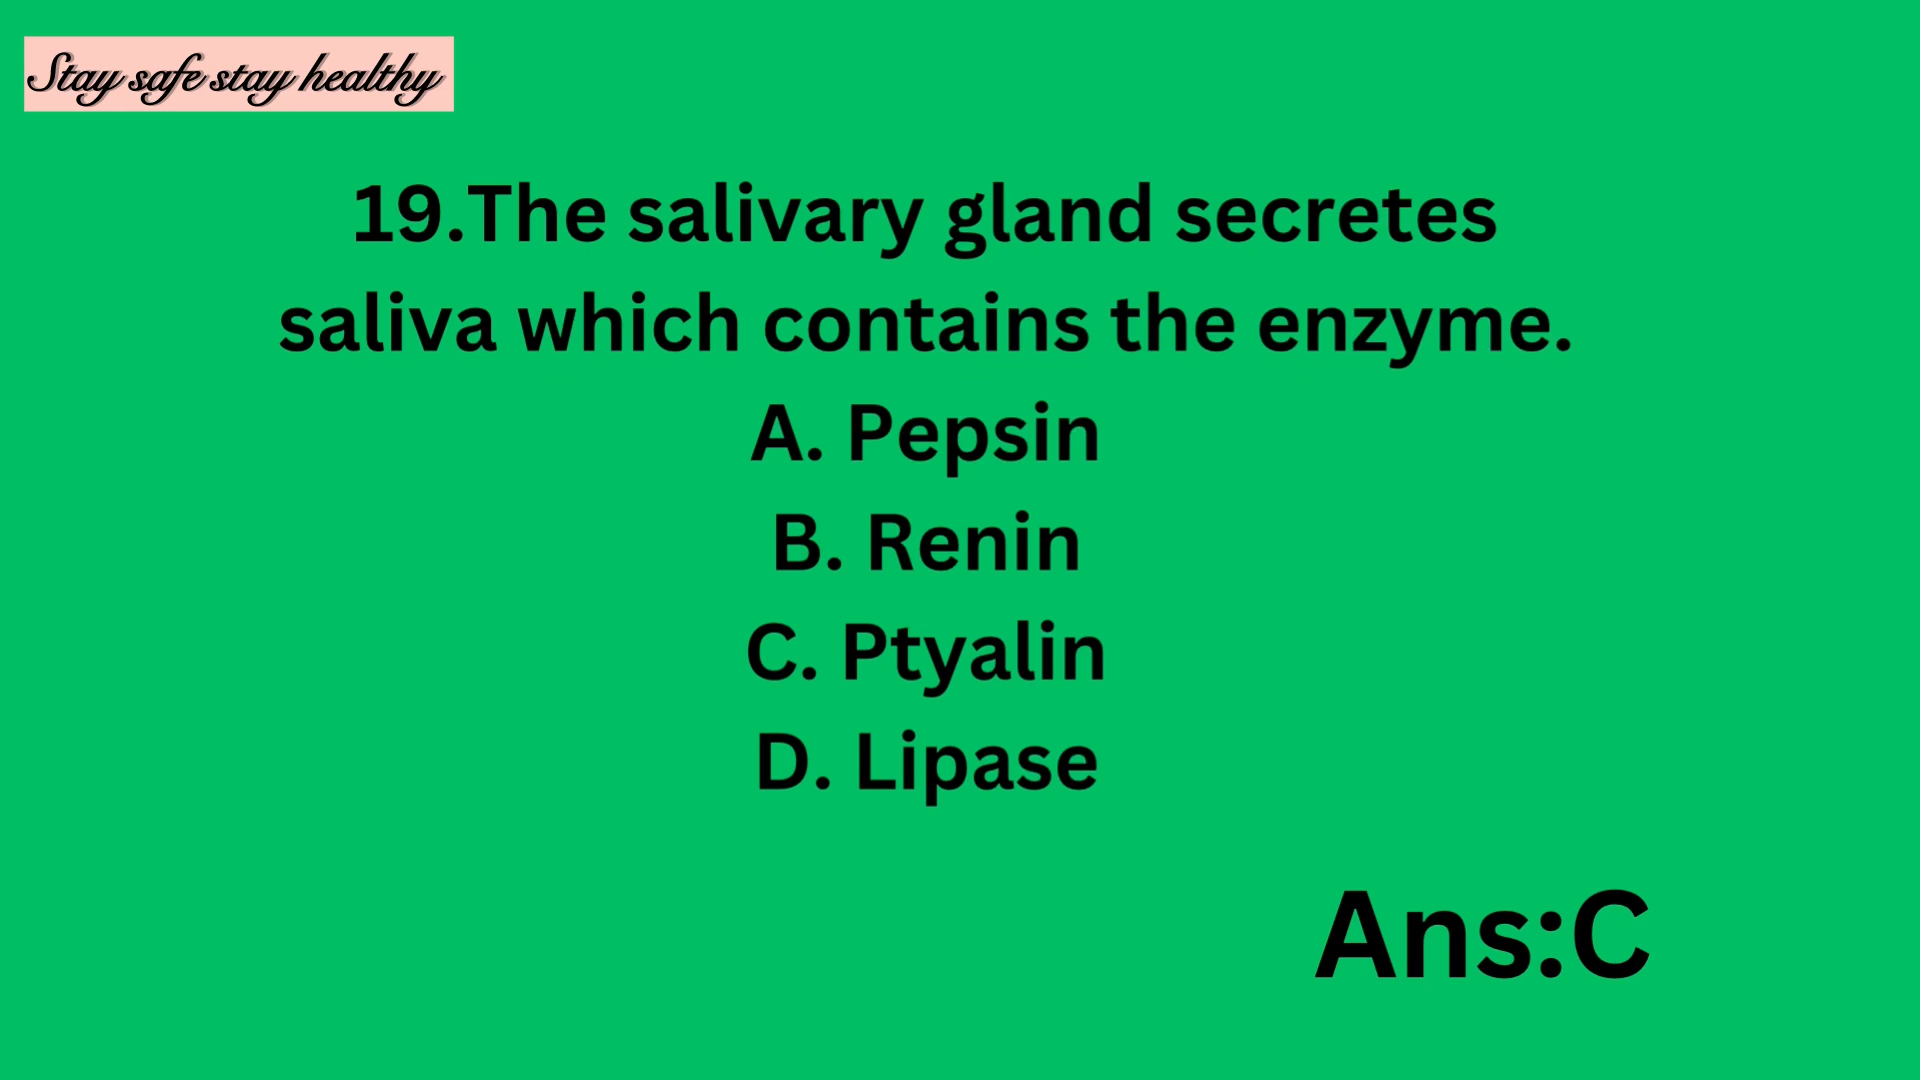 Stay safe stay healthy
19.The salivary gland secretes
saliva which contains the enzyme.
A. Pepsin
B. Renin
C. Ptyalin
D. Lipase
Ans:C